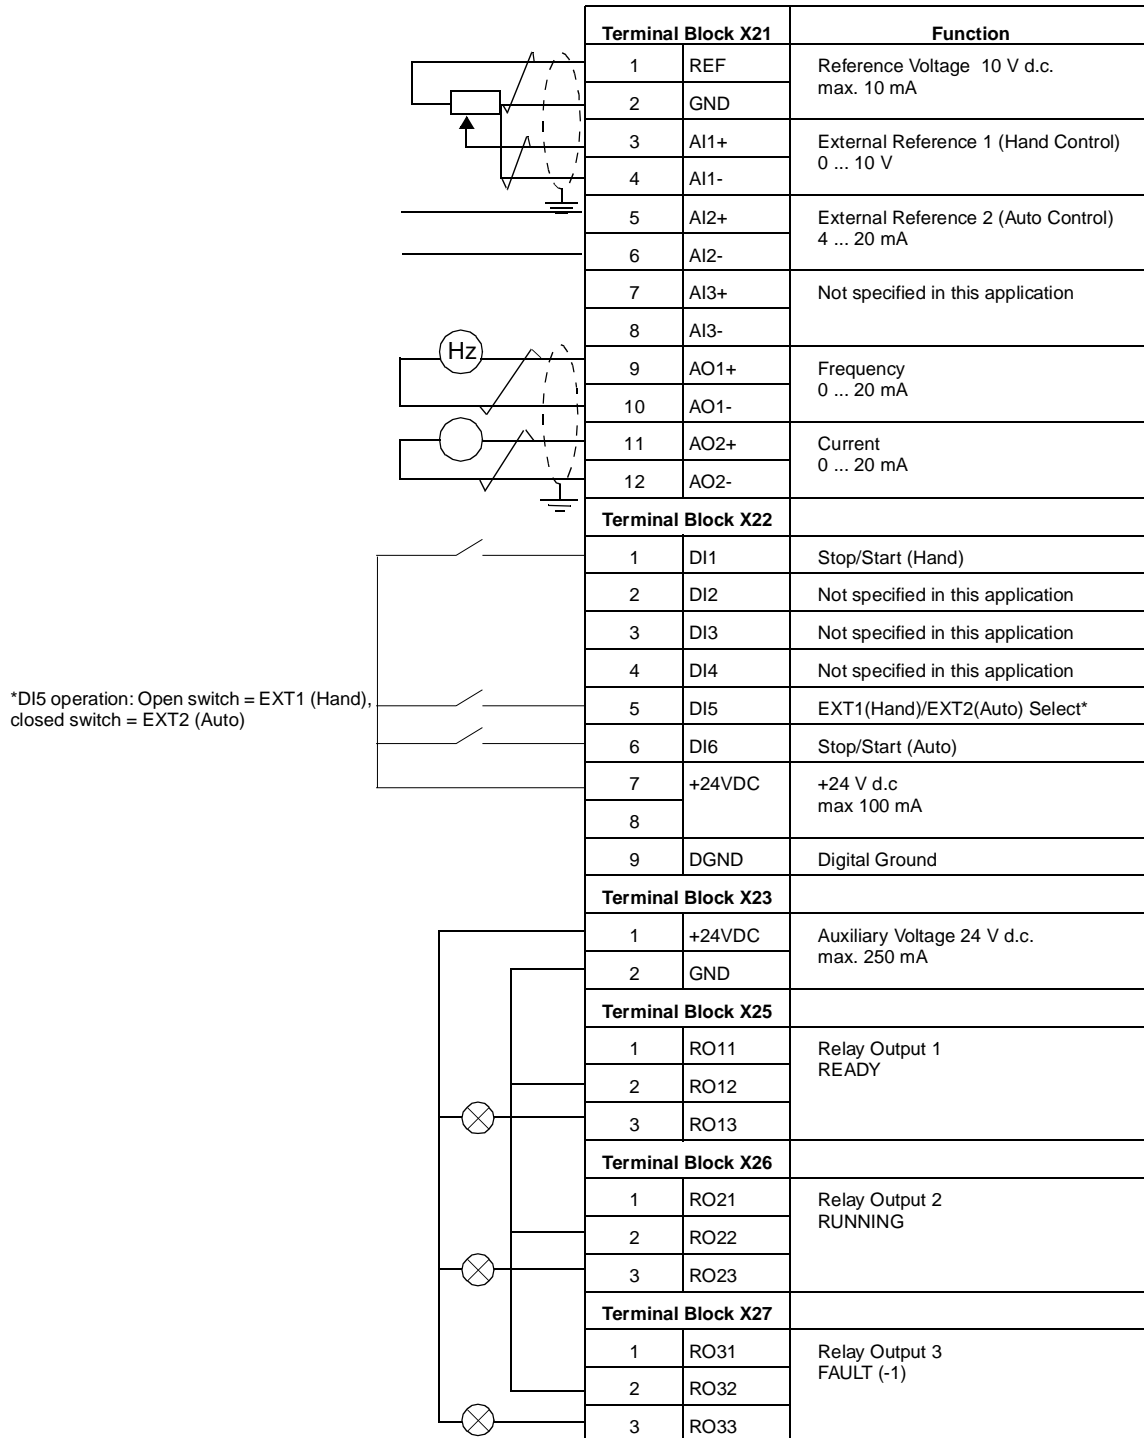 Terminal Block X21 Function
1 REF Reference Voltage 10 V d.c.
max. 10 mA
2 GND
3 AI1+ External Reference 1 (Hand Control)
0 ... 10 V
4 AI1-
5 AI2+ External Reference 2 (Auto Control)
4 ... 20 mA
6 AI2-
7 AI3+ Not specified in this application
8 AI3-
Hz
9 AO1+ Frequency
0 ... 20 mA
10 AO1-
11 AO2+ Current
0 ... 20 mA
12 AO2-
Terminal Block X22
1 DI1 Stop/Start (Hand)
2 DI2 Not specified in this application
3 DI3 Not specified in this application
4 DI4 Not specified in this application
*DI5 operation: Open switch = EXT1 (Hand),
closed switch = EXT2 (Auto)
5 DI5 EXT1(Hand)/EXT2(Auto) Select*
6 DI6 Stop/Start (Auto)
7 +24VDC +24 V d.c
max 100 mA
8
9 DGND Digital Ground
Terminal Block X23
1 +24VDC Auxiliary Voltage 24 V d.c.
max. 250 mA
2 GND
Terminal Block X25
1 RO11 Relay Output 1
READY
2 RO12
3 RO13
Terminal Block X26
1 RO21 Relay Output 2
RUNNING
2 RO22
3 RO23
Terminal Block X27
1 RO31 Relay Output 3
FAULT (-1)
2 RO32
3 RO33